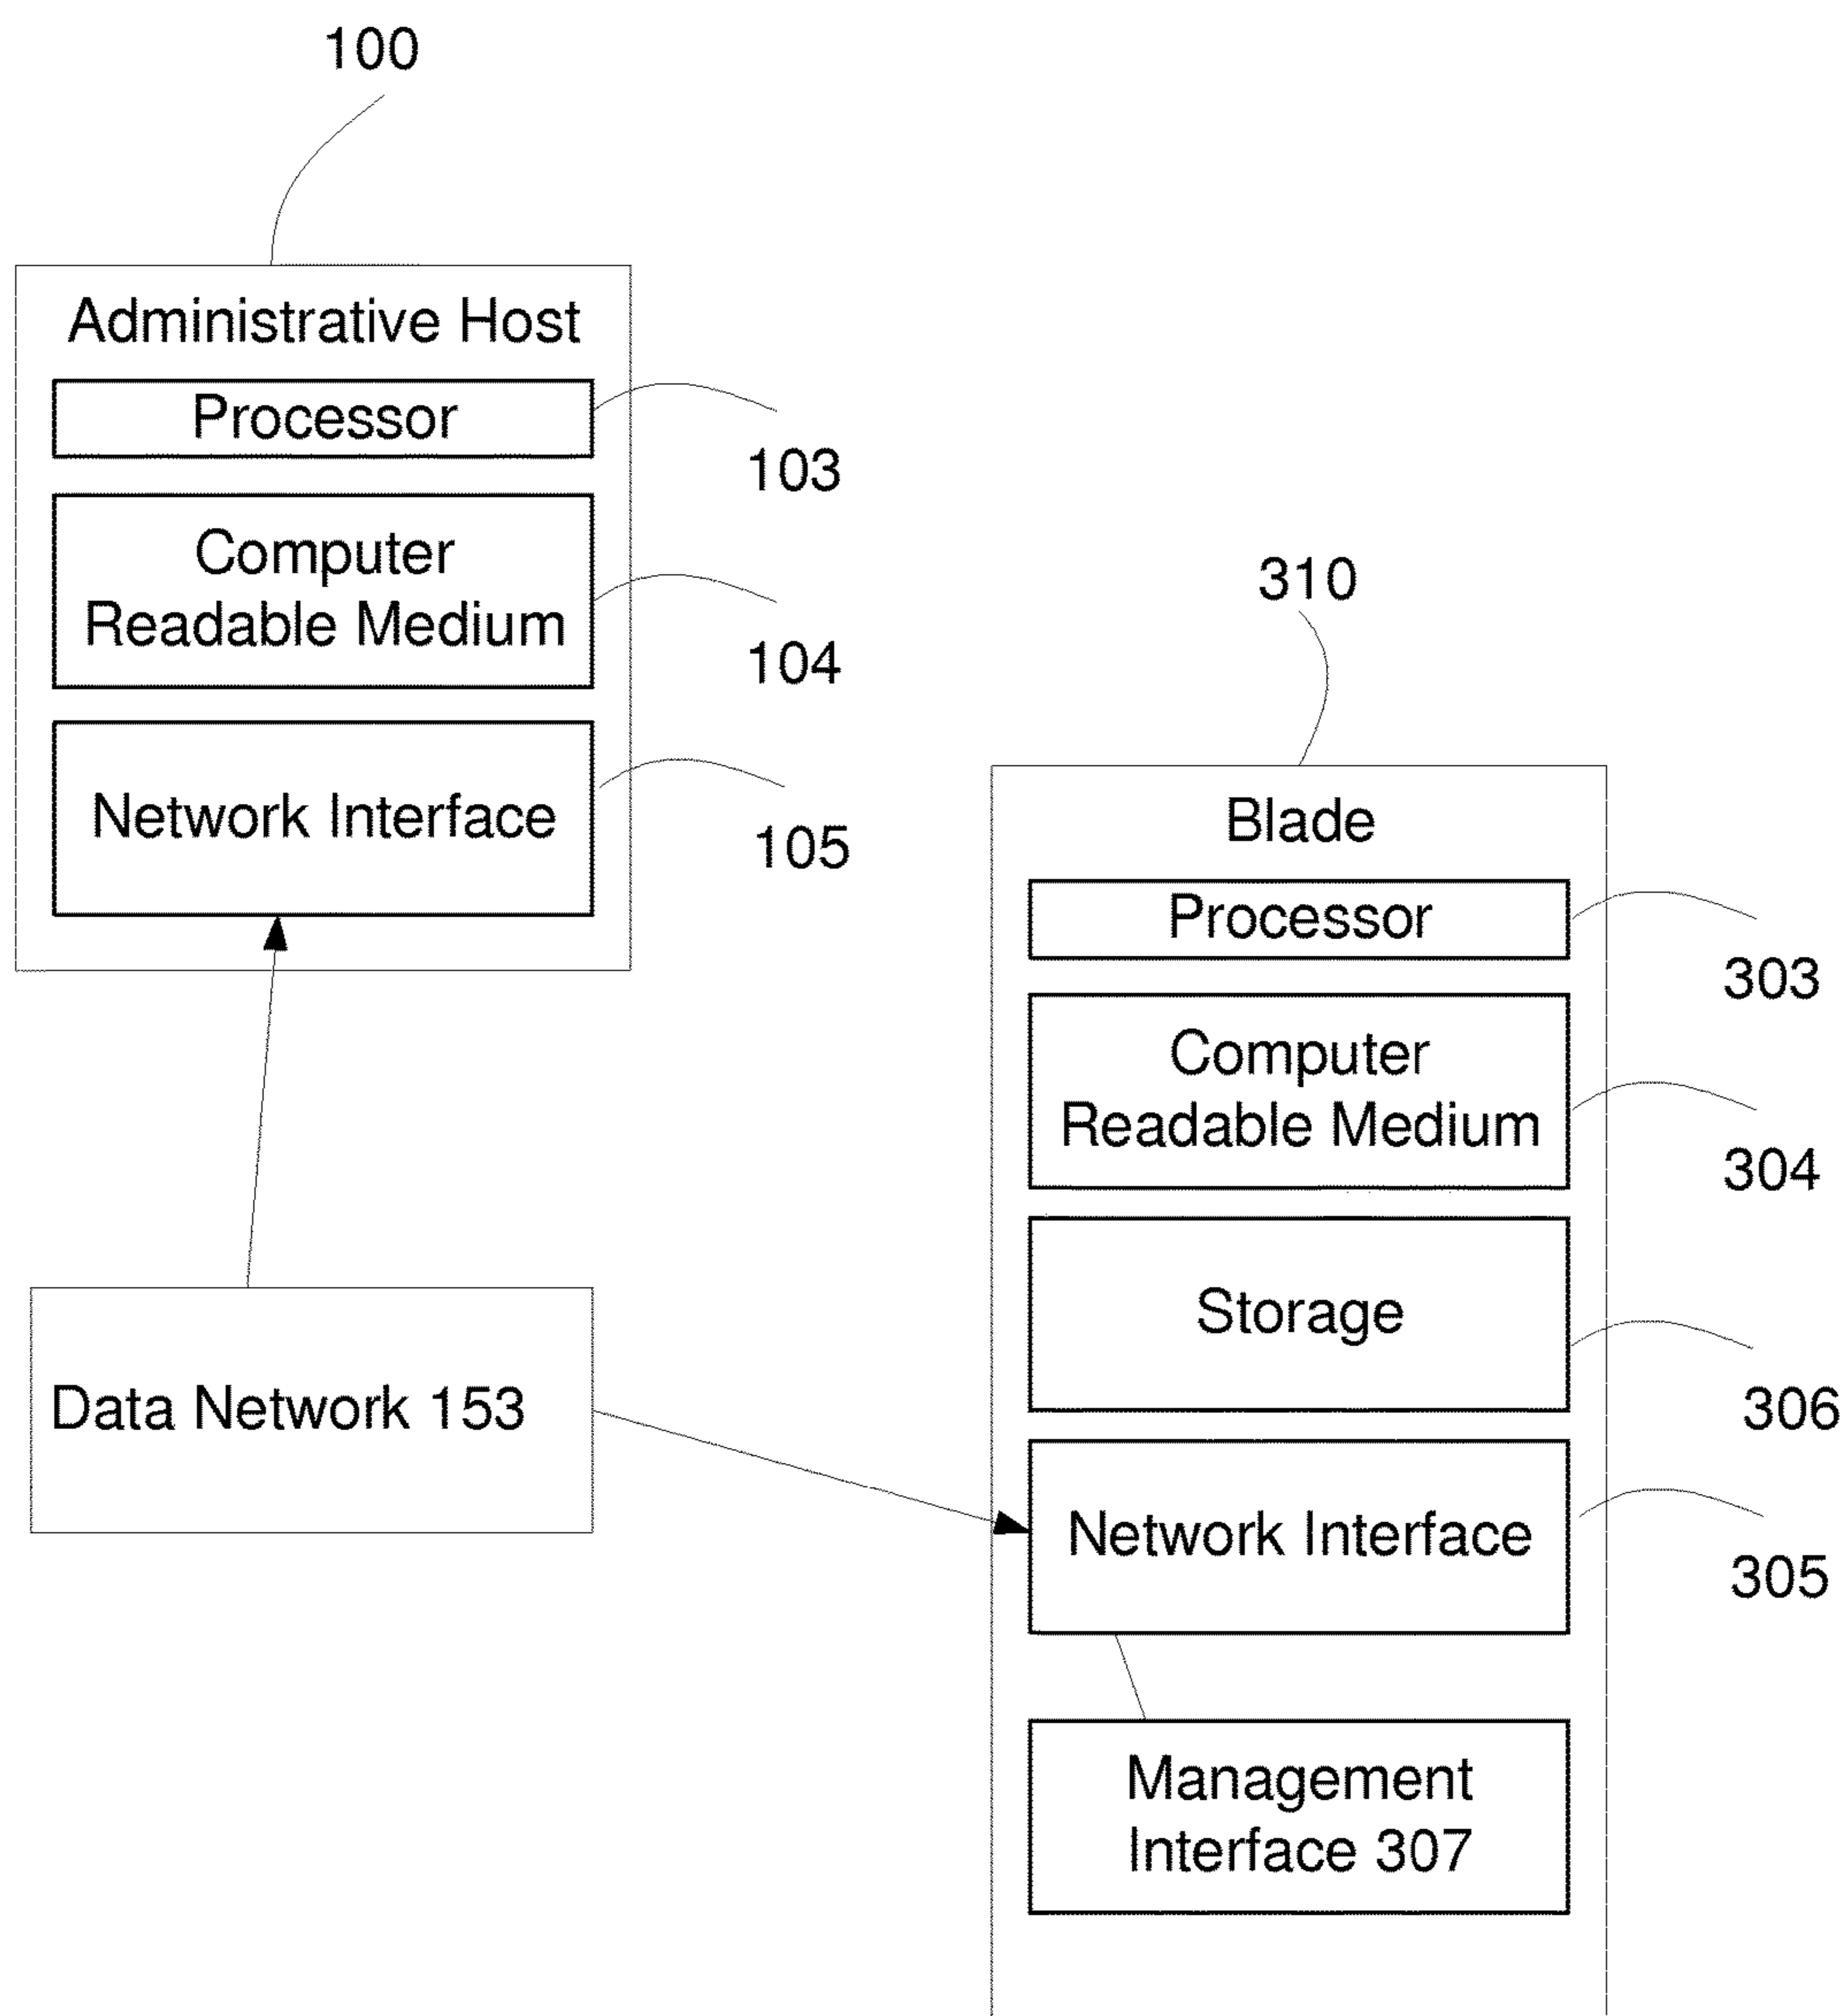 100
Administrative Host
Processor
103
Computer
Readable Medium
104
Network Interface
105
310
Blade
Processor
303
Computer
Readable Medium
304
Storage
306
Data Network 153
Network Interface
305
Management
Interface 307